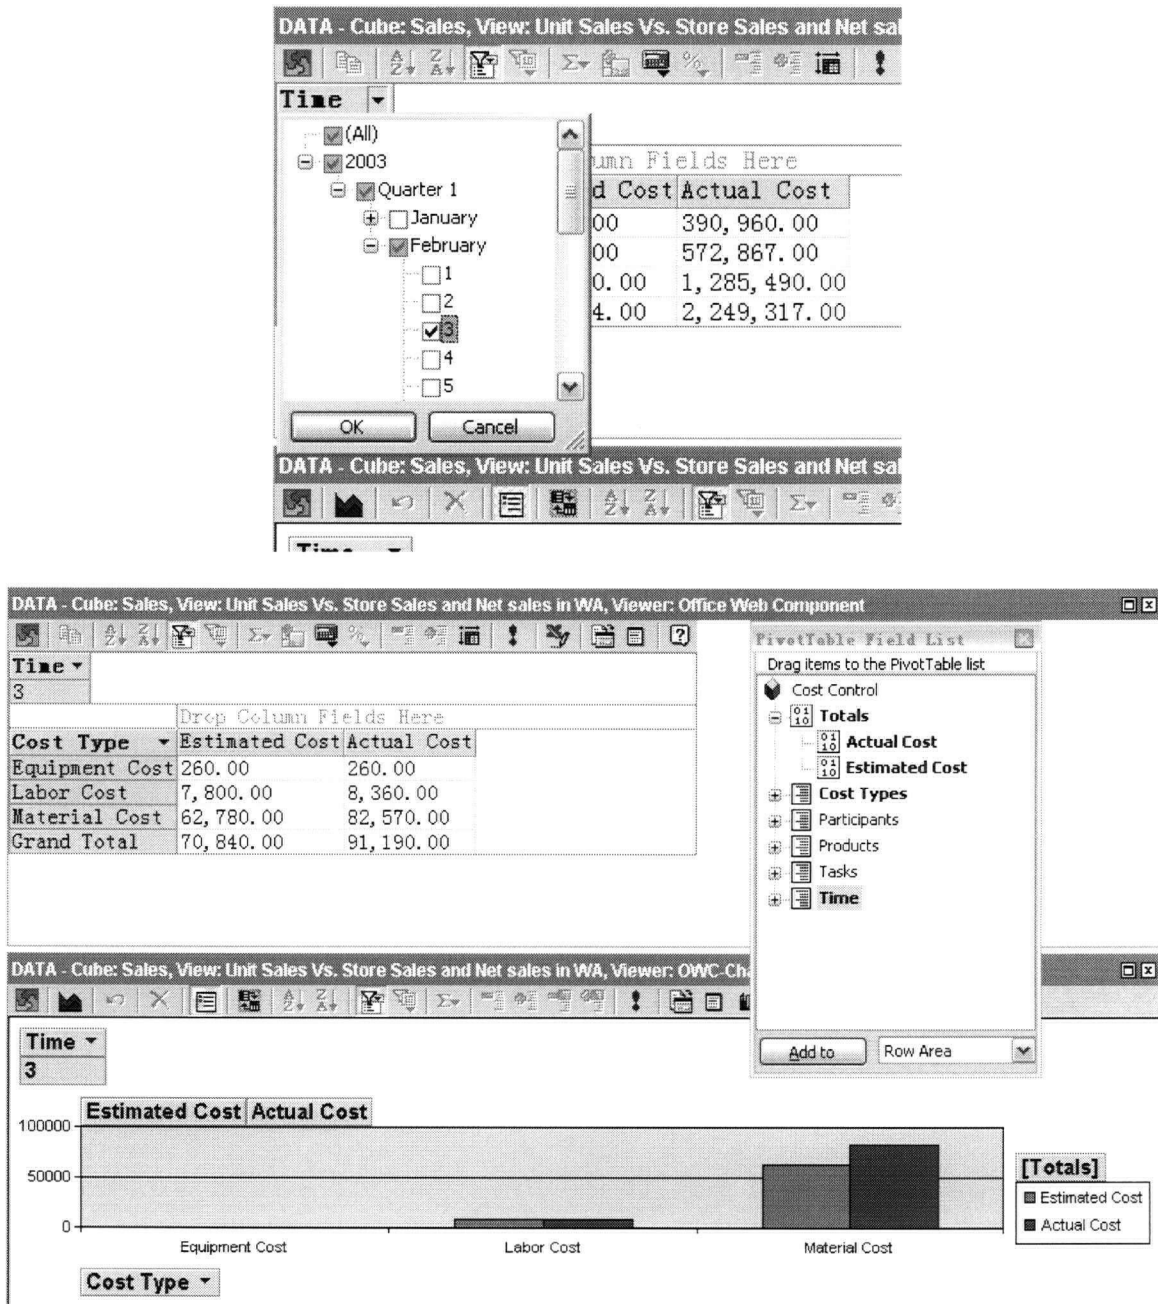 DATA - Cube: Sales, View: Unit Sales Vs. Store Sales and Net sal
Time
(All)
2003
Quarter 1
January
February
1
2
3
4
5
OK Cancel
umn Fields Here
d Cost Actual Cost
00 390,960.00
00 572,867.00
0.00 1,285,490.00
4.00 2,249,317.00
DATA - Cube: Sales, View: Unit Sales Vs. Store Sales and Net sal
Time
DATA - Cube: Sales, View: Unit Sales Vs. Store Sales and Net sales in WA, Viewer: Office Web Component
Time
3
Drop Column Fields Here
Cost Type Estimated Cost Actual Cost
Equipment Cost 260.00 260.00
Labor Cost 7,800.00 8,360.00
Material Cost 62,780.00 82,570.00
Grand Total 70,840.00 91,190.00
PivotTable Field List
Drag items to the PivotTable list
Cost Control
Totals
Actual Cost
Estimated Cost
Cost Types
Participants
Products
Tasks
Time
Add to Row Area
DATA - Cube: Sales, View: Unit Sales Vs. Store Sales and Net sales in WA, Viewer: OWC-Cha
Time
3
Estimated Cost Actual Cost
100000
50000
0
Equipment Cost Labor Cost Material Cost
[Totals]
Estimated Cost
Actual Cost
Cost Type